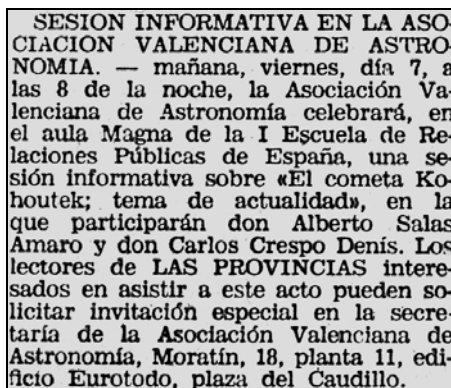 SESION INFORMATIVA EN LA ASO-
CIACION VALENCIANA DE ASTRO-
NOMIA. — mañana, viernes, día 7, a
las 8 de la noche, la Asociación Va-
lenciana de Astronomía celebrará, en
el aula Magna de la I Escuela de Re-
laciones Públicas de España, una se-
sión informativa sobre «El cometa Ko-
houtek; tema de actualidad», en la
que participarán don Alberto Salas
Amaro y don Carlos Crespo Denís. Los
lectores de LAS PROVINCIAS intere-
sados en asistir a este acto pueden so-
licitar invitación especial en la secre-
taría de la Asociación Valenciana de
Astronomía, Moratín, 18, planta 11, edi-
ficio Eurotodo, plaza del Caudillo.